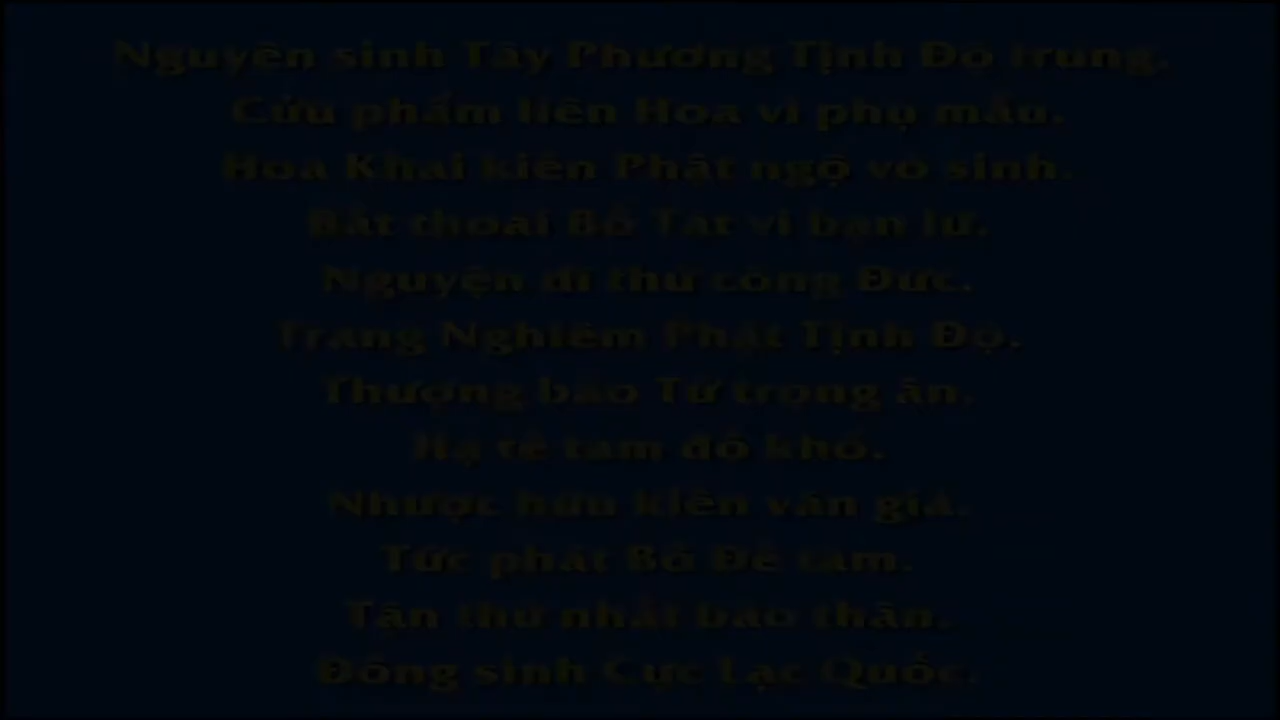 Nguyện sinh Tây Phương Tịnh Độ trung.
Cửu phẩm liên Hoa vi phụ mẫu.
Hoa Khai kiến Phật ngộ vô sinh.
Bất thoái Bồ Tát vi bạn lữ.
Nguyện dĩ thử công Đức.
Trang Nghiêm Phật Tịnh Độ.
Thượng báo Tứ trọng ân.
Hạ tế tam đồ khổ.
Nhược hữu kiến văn giả.
Tức phát Bồ Đề tâm.
Tận thử nhất báo thân.
Đồng sinh Cực Lạc Quốc.